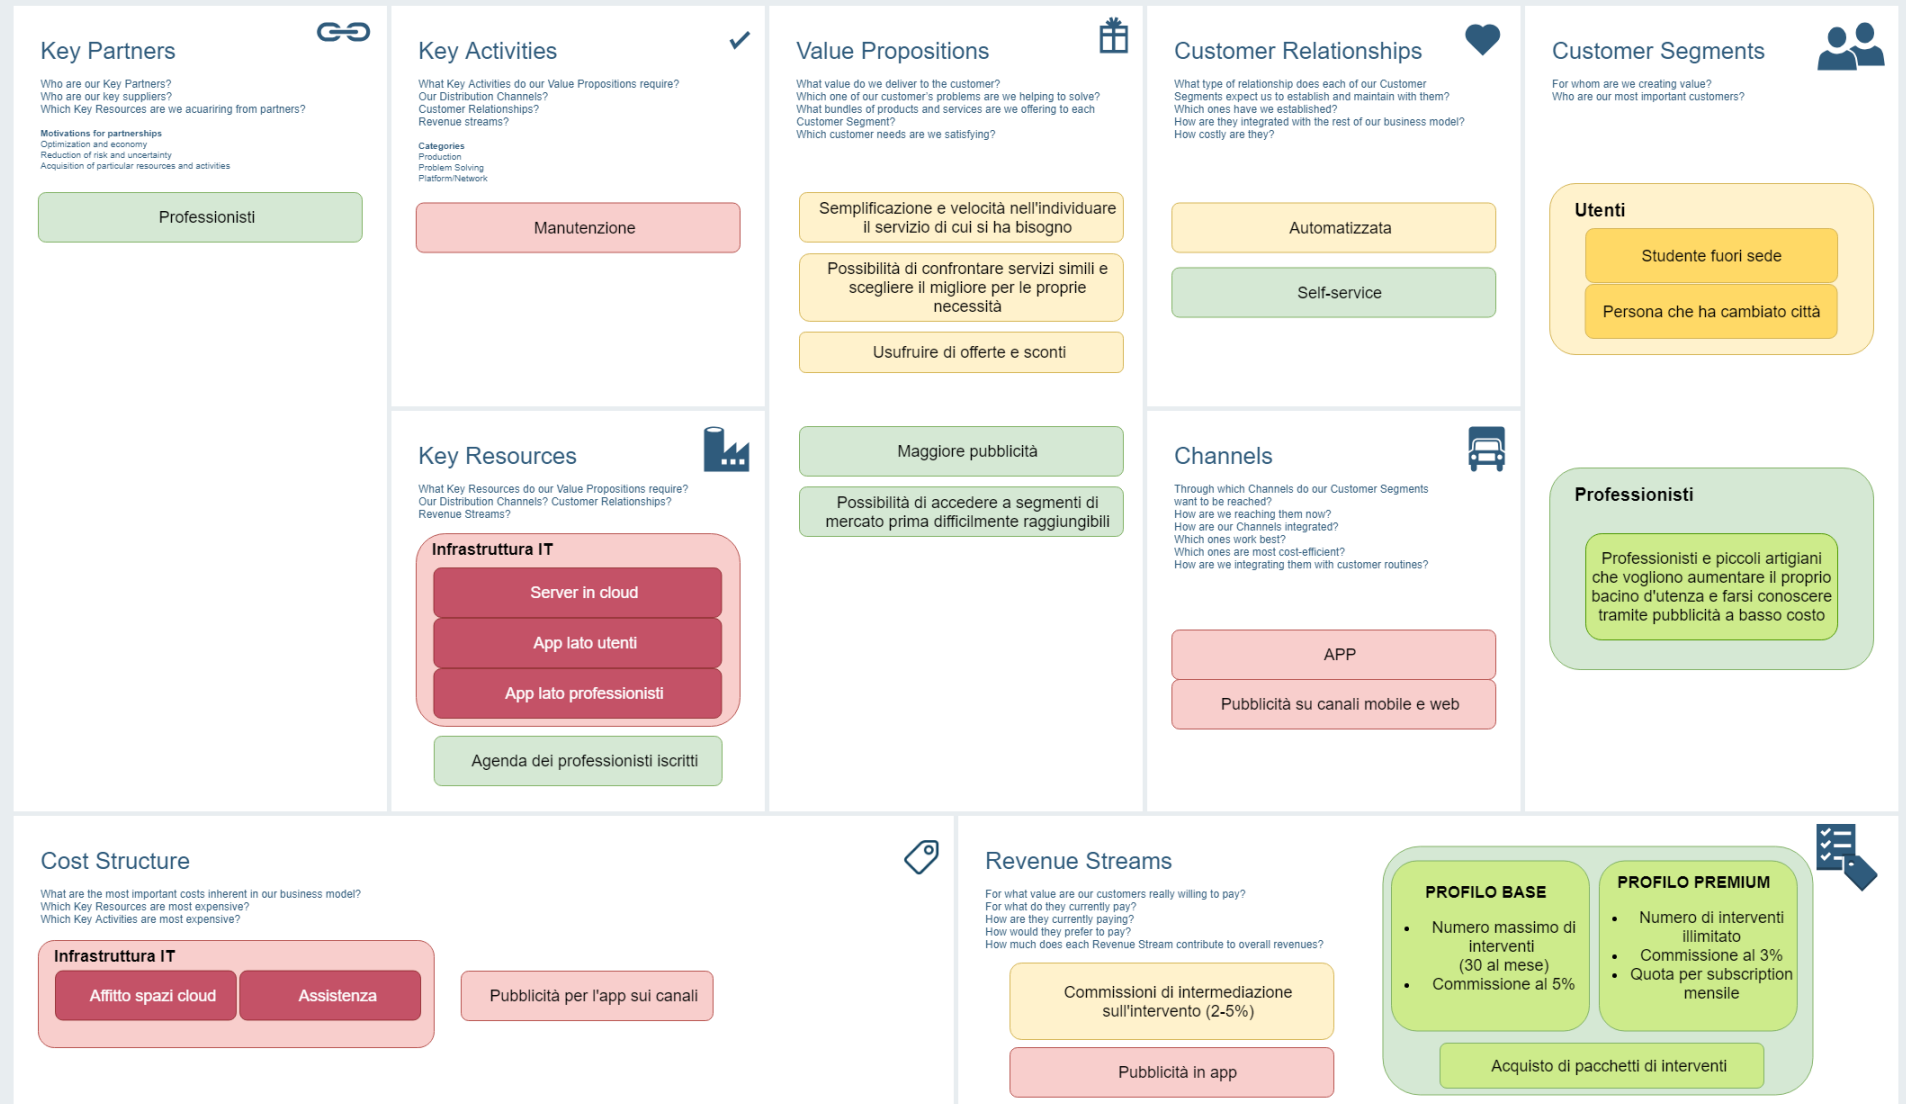 Key Partners
Who are our Key Partners?
Who are our key suppliers?
Which Key Resources are we acuariring from partners?
Motivations for partnerships
Optimization and economy
Reduction of risk and uncertainty
Acquisition of particular resources and activities
Professionisti
Key Activities
What Key Activities do our Value Propositions require?
Our Distribution Channels?
Customer Relationships?
Revenue streams?
Categories
Production
Problem Solving
Platform/Network
Manutenzione
Key Resources
What Key Resources do our Value Propositions require?
Our Distribution Channels? Customer Relationships?
Revenue Streams?
Infrastruttura IT
Server in cloud
App lato utenti
App lato professionisti
Agenda dei professionisti iscritti
Value Propositions
What value do we deliver to the customer?
Which one of our customer's problems are we helping to solve?
What bundles of products and services are we offering to each
Customer Segment?
Which customer needs are we satisfying?
Semplificazione e velocità nell'individuare
il servizio di cui si ha bisogno
Possibilità di confrontare servizi simili e
scegliere il migliore per le proprie
necessità
Usufruire di offerte e sconti
Maggiore pubblicità
Possibilità di accedere a segmenti di
mercato prima difficilmente raggiungibili
Customer Relationships
What type of relationship does each of our Customer
Segments expect us to establish and maintain with them?
Which ones have we established?
How are they integrated with the rest of our business model?
How costly are they?
Automatizzata
Self-service
Channels
Through which Channels do our Customer Segments
want to be reached?
How are we reaching them now?
How are our Channels integrated?
Which ones work best?
Which ones are most cost-efficient?
How are we integrating them with customer routines?
APP
Pubblicità su canali mobile e web
Customer Segments
For whom are we creating value?
Who are our most important customers?
Utenti
Studente fuori sede
Persona che ha cambiato città
Professionisti
Professionisti e piccoli artigiani
che vogliono aumentare il proprio
bacino d'utenza e farsi conoscere
tramite pubblicità a basso costo
Cost Structure
What are the most important costs inherent in our business model?
Which Key Resources are most expensive?
Which Key Activities are most expensive?
Infrastruttura IT
Affitto spazi cloud
Assistenza
Pubblicità per l'app sui canali
Revenue Streams
For what value are our customers really willing to pay?
For what do they currently pay?
How are they currently paying?
How would they prefer to pay?
How much does each Revenue Stream contribute to overall revenues?
Commissioni di intermediazione
sull'intervento (2-5%)
Pubblicità in app
PROFILO BASE
• Numero massimo di
interventi
(30 al mese)
• Commissione al 5%
PROFILO PREMIUM
• Numero di interventi
illimitato
• Commissione al 3%
• Quota per subscription
mensile
Acquisto di pacchetti di interventi